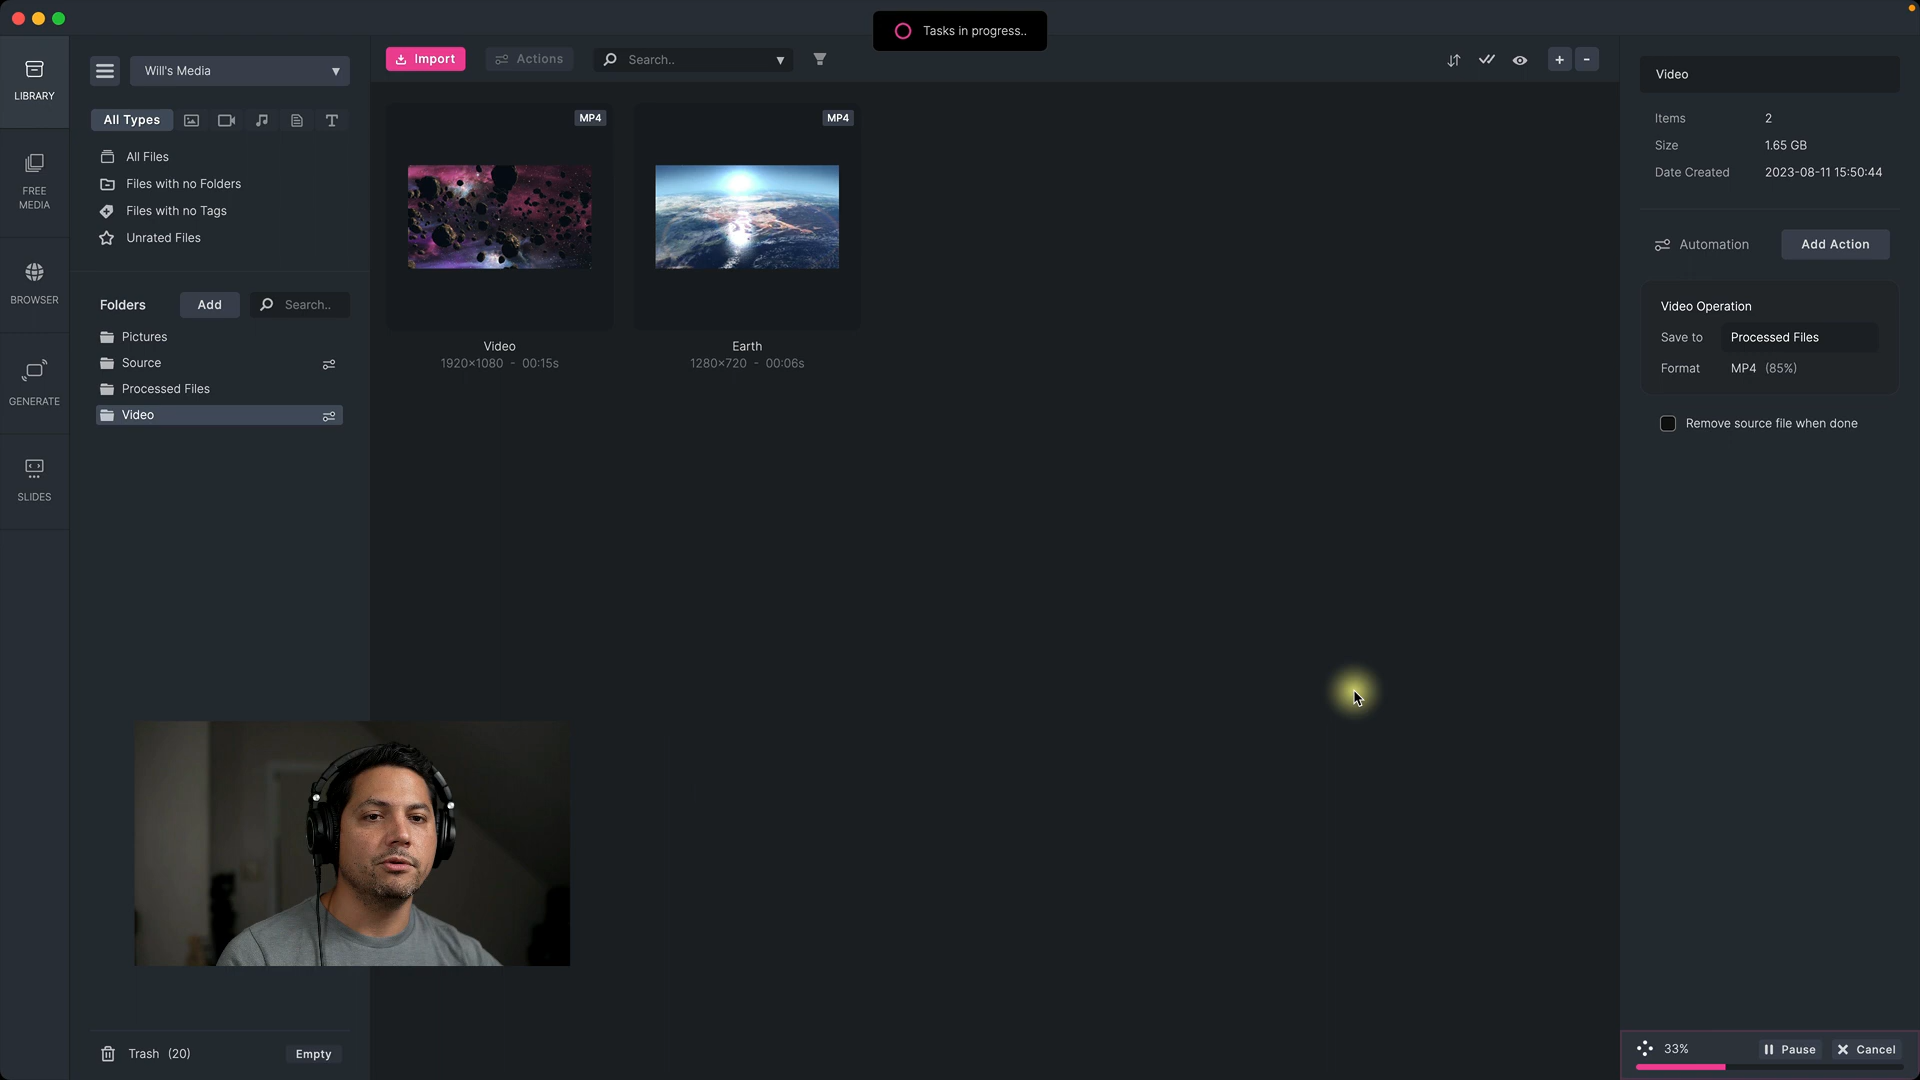 Tasks in progress..
LIBRARY
FREE
MEDIA
BROWSER
GENERATE
SLIDES
Will's Media
All Types
All Files
Files with no Folders
Files with no Tags
Unrated Files
Folders
Add
Search..
Pictures
Source
Processed Files
Video
Trash (20)
Empty
Import
Actions
Search..
MP4
Video
1920×1080 - 00:15s
MP4
Earth
1280×720 - 00:06s
Video
Items 2
Size 1.65 GB
Date Created 2023-08-11 15:50:44
Automation
Add Action
Video Operation
Save to Processed Files
Format MP4 (85%)
Remove source file when done
33%
Pause
Cancel